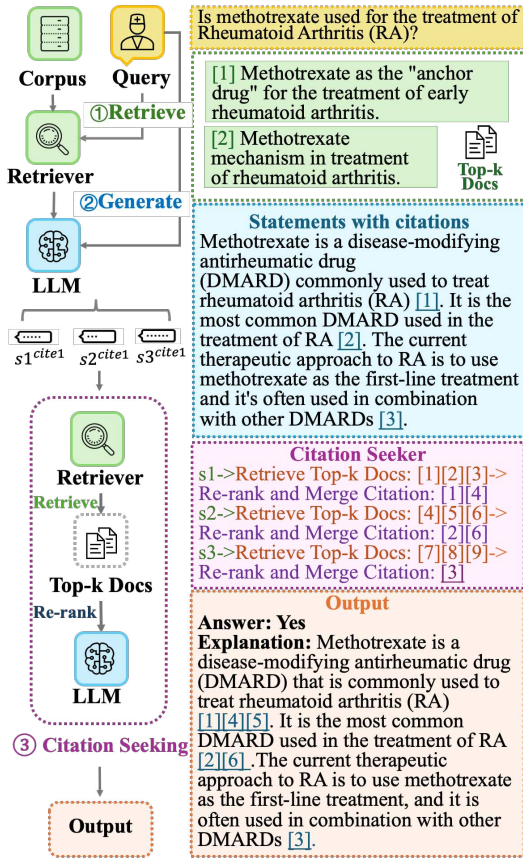 Corpus
Query
①Retrieve
Retriever
②Generate
LLM
s1^cite1
s2^cite1
s3^cite1
Retriever
Retrieve
Top-k Docs
Re-rank
LLM
③ Citation Seeking
Output
Is methotrexate used for the treatment of
Rheumatoid Arthritis (RA)?
[1] Methotrexate as the "anchor
drug" for the treatment of early
rheumatoid arthritis.
[2] Methotrexate
mechanism in treatment
of rheumatoid arthritis.
Top-k
Docs
Statements with citations
Methotrexate is a disease-modifying
antirheumatic drug
(DMARD) commonly used to treat
rheumatoid arthritis (RA) [1]. It is the
most common DMARD used in the
treatment of RA [2]. The current
therapeutic approach to RA is to use
methotrexate as the first-line treatment
and it's often used in combination
with other DMARDs [3].
Citation Seeker
s1->Retrieve Top-k Docs: [1][2][3]->
Re-rank and Merge Citation: [1][4]
s2->Retrieve Top-k Docs: [4][5][6]->
Re-rank and Merge Citation: [2][6]
s3->Retrieve Top-k Docs: [7][8][9]->
Re-rank and Merge Citation: [3]
Output
Answer: Yes
Explanation: Methotrexate is a
disease-modifying antirheumatic drug
(DMARD) that is commonly used to
treat rheumatoid arthritis (RA)
[1][4][5]. It is the most common
DMARD used in the treatment of RA
[2][6] .The current therapeutic
approach to RA is to use methotrexate
as the first-line treatment, and it is
often used in combination with other
DMARDs [3].